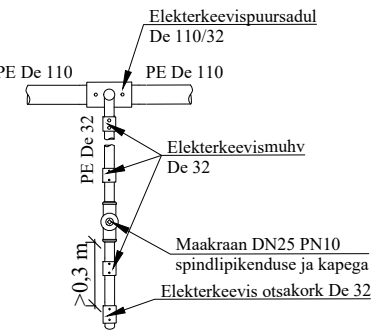 Elekterkeevispuursadul
De 110/32
PE De 110
PE De 110
PE De 32
Elekterkeevismuhv
De 32
Maakraan DN25 PN10
spindlipikenduse ja kapega
>0,3 m
Elekterkeevis otsakork De 32